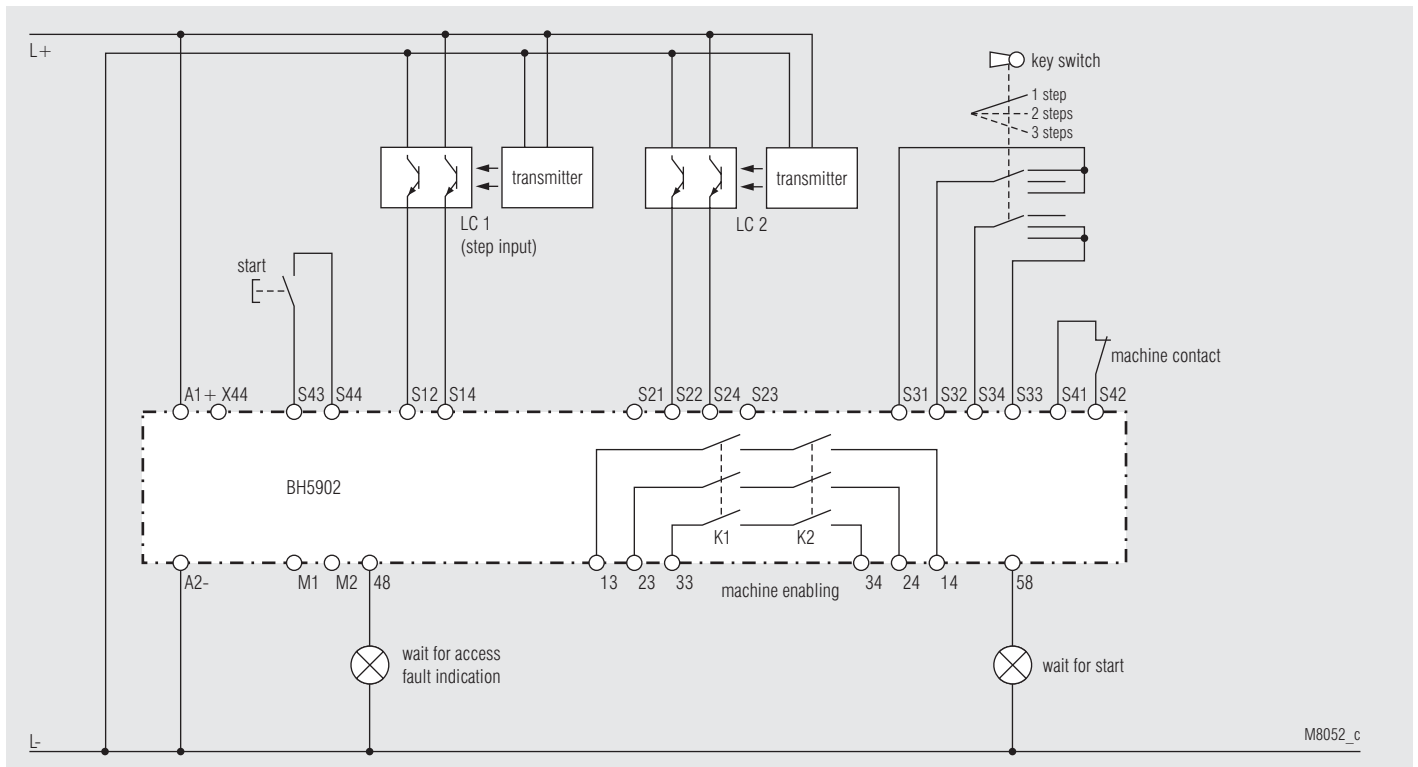 L+
key switch
1 step
2 steps
3 steps
transmitter
transmitter
LC 1
(step input)
LC 2
start
machine contact
A1+ X44 S43 S44 S12 S14 S21 S22 S24 S23 S31 S32 S34 S33 S41 S42
BH5902
K1 K2
A2- M1 M2 48 13 23 33 machine enabling 34 24 14 58
wait for access
fault indication
wait for start
L-
M8052_c